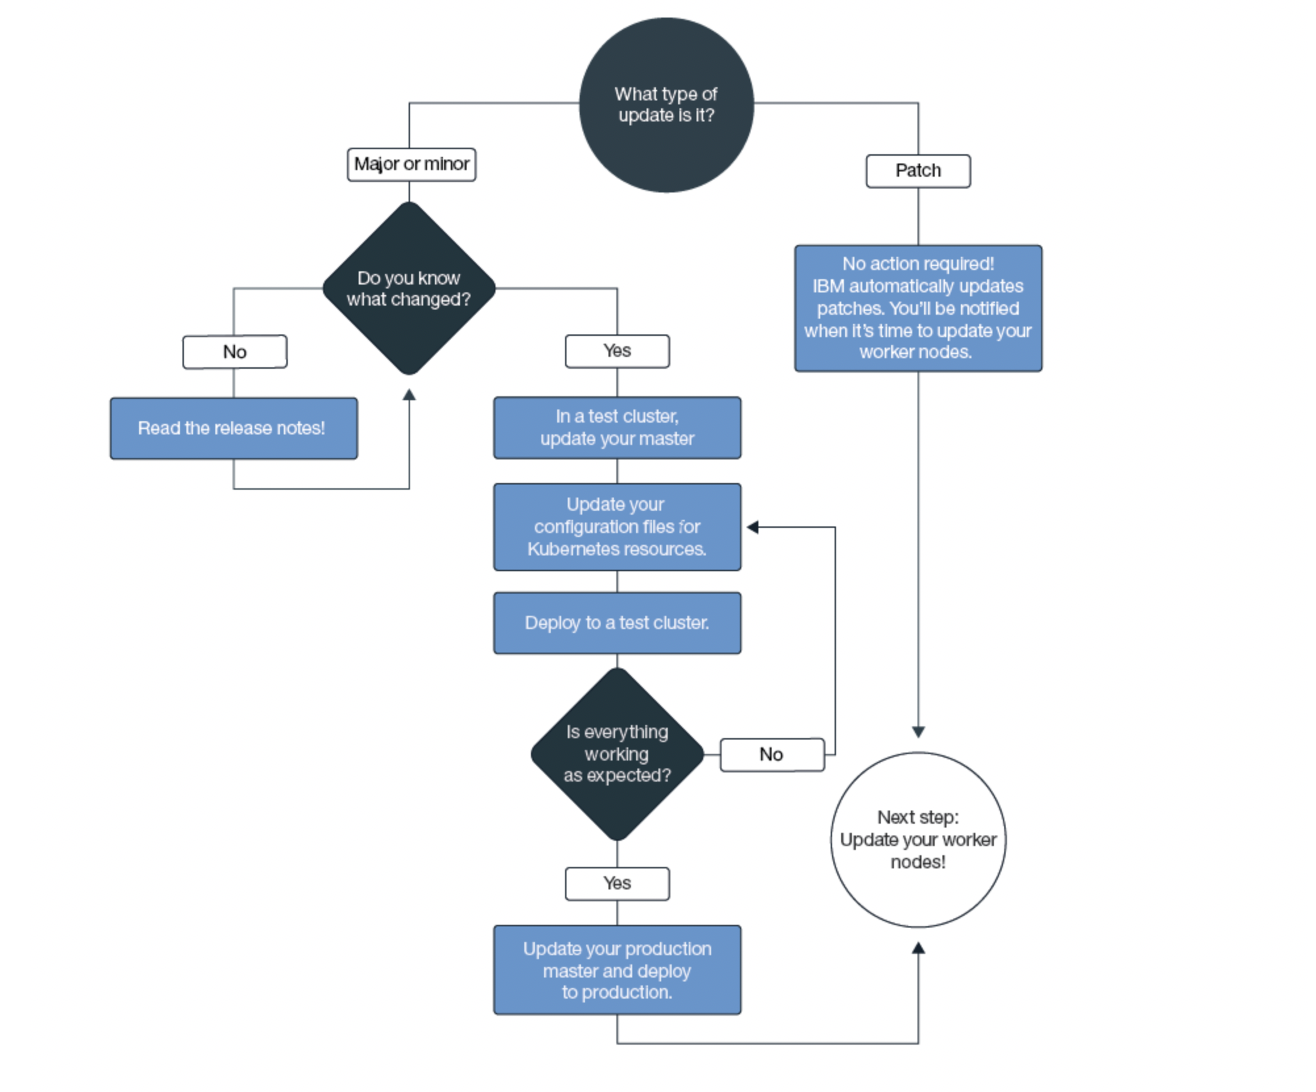 What type of
update is it?
Major or minor
Patch
Do you know
what changed?
No action required!
IBM automatically updates
patches. You'll be notified
when it's time to update your
worker nodes.
No
Yes
Read the release notes!
In a test cluster,
update your master
Update your
configuration files for
Kubernetes resources.
Deploy to a test cluster.
Is everything
working
as expected?
No
Next step:
Update your worker
nodes!
Yes
Update your production
master and deploy
to production.